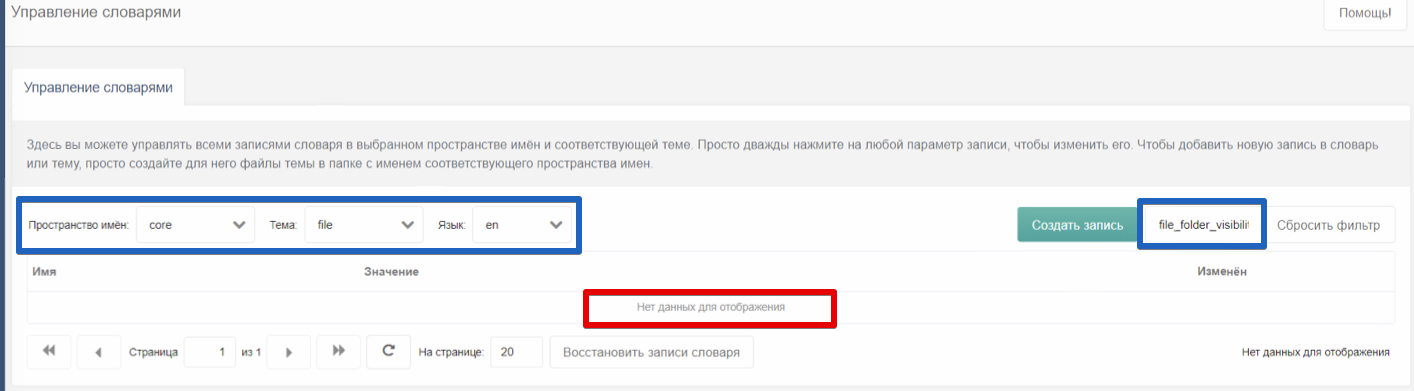 Управление словарями
Помощь!
Управление словарями
Здесь вы можете управлять всеми записями словаря в выбранном пространстве имён и соответствующей теме. Просто дважды нажмите на любой параметр записи, чтобы изменить его. Чтобы добавить новую запись в словарь
или тему, просто создайте для него файлы темы в папке с именем соответствующего пространства имен.
Пространство имён: core Тема: file Язык: en Создать запись file_folder_visibilit Сбросить фильтр
Имя Значение Изменён
Нет данных для отображения
Страница 1 из 1 На странице: 20 Восстановить записи словаря Нет данных для отображения